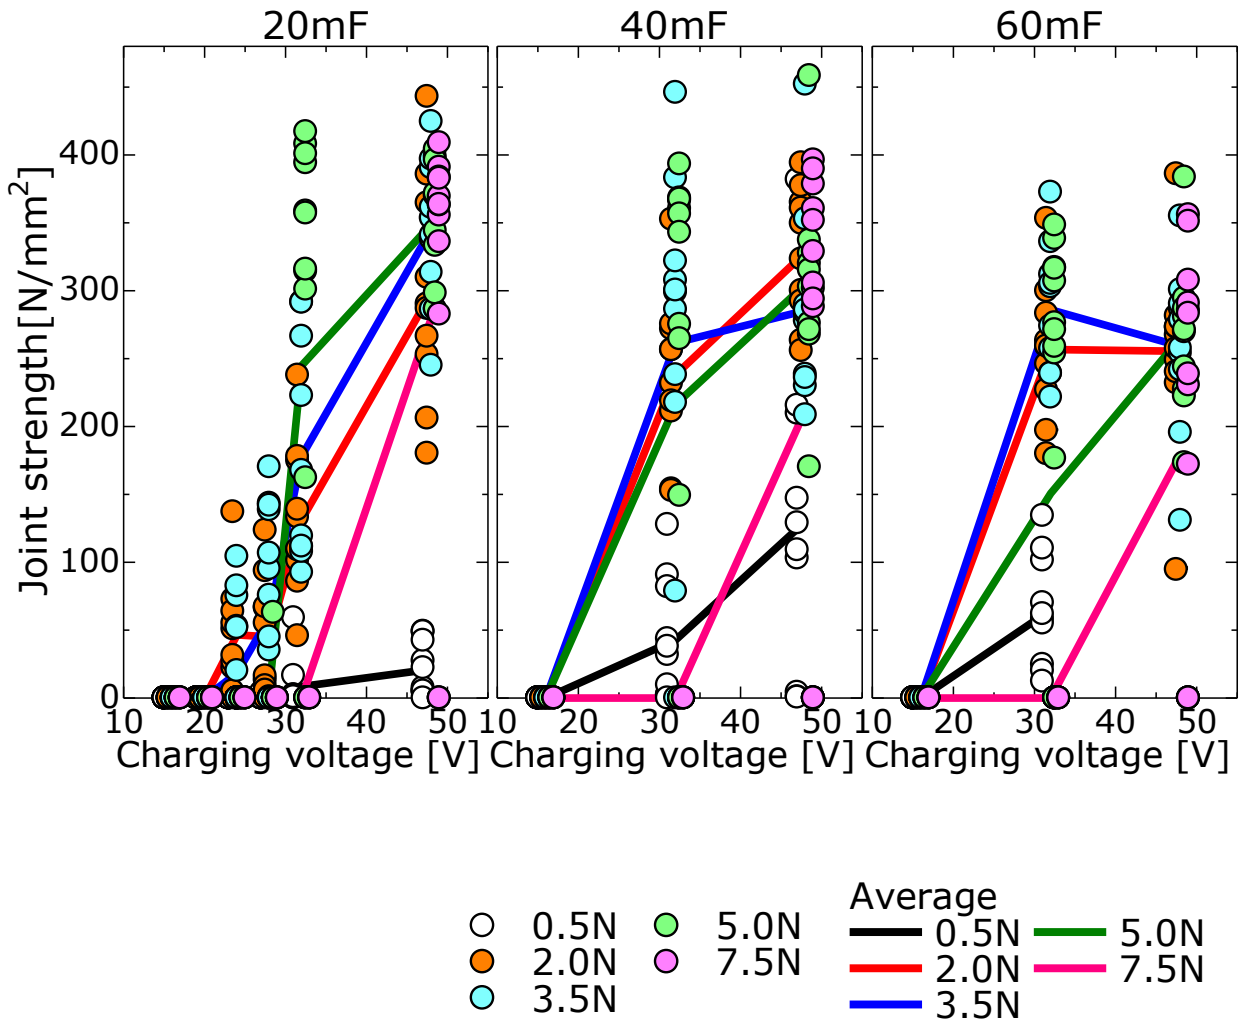 20mF 40mF 60mF
Joint strength[N/mm²]
400
300
200
100
0
10 20 30 40 50 10 20 30 40 50 10 20 30 40 50
Charging voltage [V] Charging voltage [V] Charging voltage [V]
Average
0.5N 5.0N 0.5N 5.0N
2.0N 7.5N 2.0N 7.5N
3.5N 3.5N